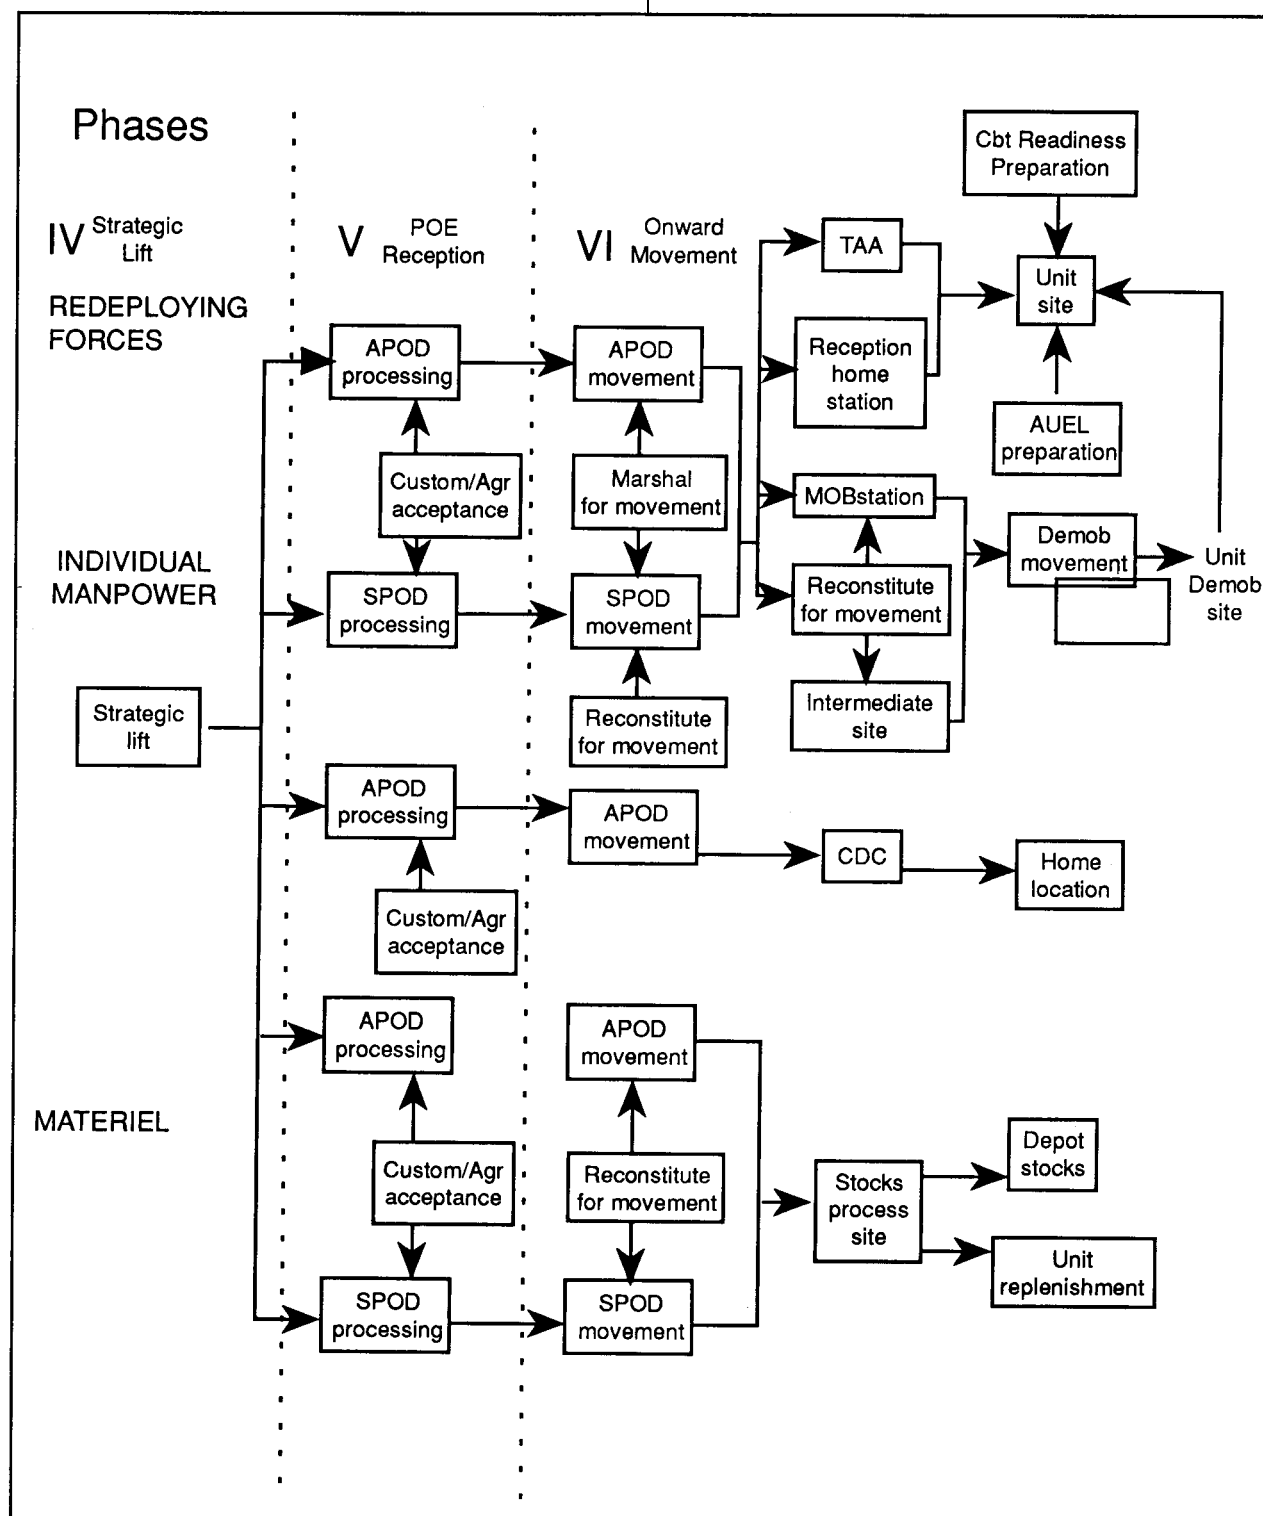 Phases
IV Strategic
Lift
V POE
Reception
VI Onward
Movement
REDEPLOYING
FORCES
INDIVIDUAL
MANPOWER
MATERIEL
Strategic
lift
APOD
processing
Custom/Agr
acceptance
SPOD
processing
APOD
movement
Marshal
for movement
SPOD
movement
Reconstitute
for movement
TAA
Reception
home
station
MOBstation
Reconstitute
for movement
Intermediate
site
Cbt Readiness
Preparation
Unit
site
AUEL
preparation
Demob
movement
Unit
Demob
site
APOD
processing
Custom/Agr
acceptance
APOD
movement
CDC
Home
location
APOD
processing
Custom/Agr
acceptance
SPOD
processing
APOD
movement
Reconstitute
for movement
SPOD
movement
Stocks
process
site
Depot
stocks
Unit
replenishment